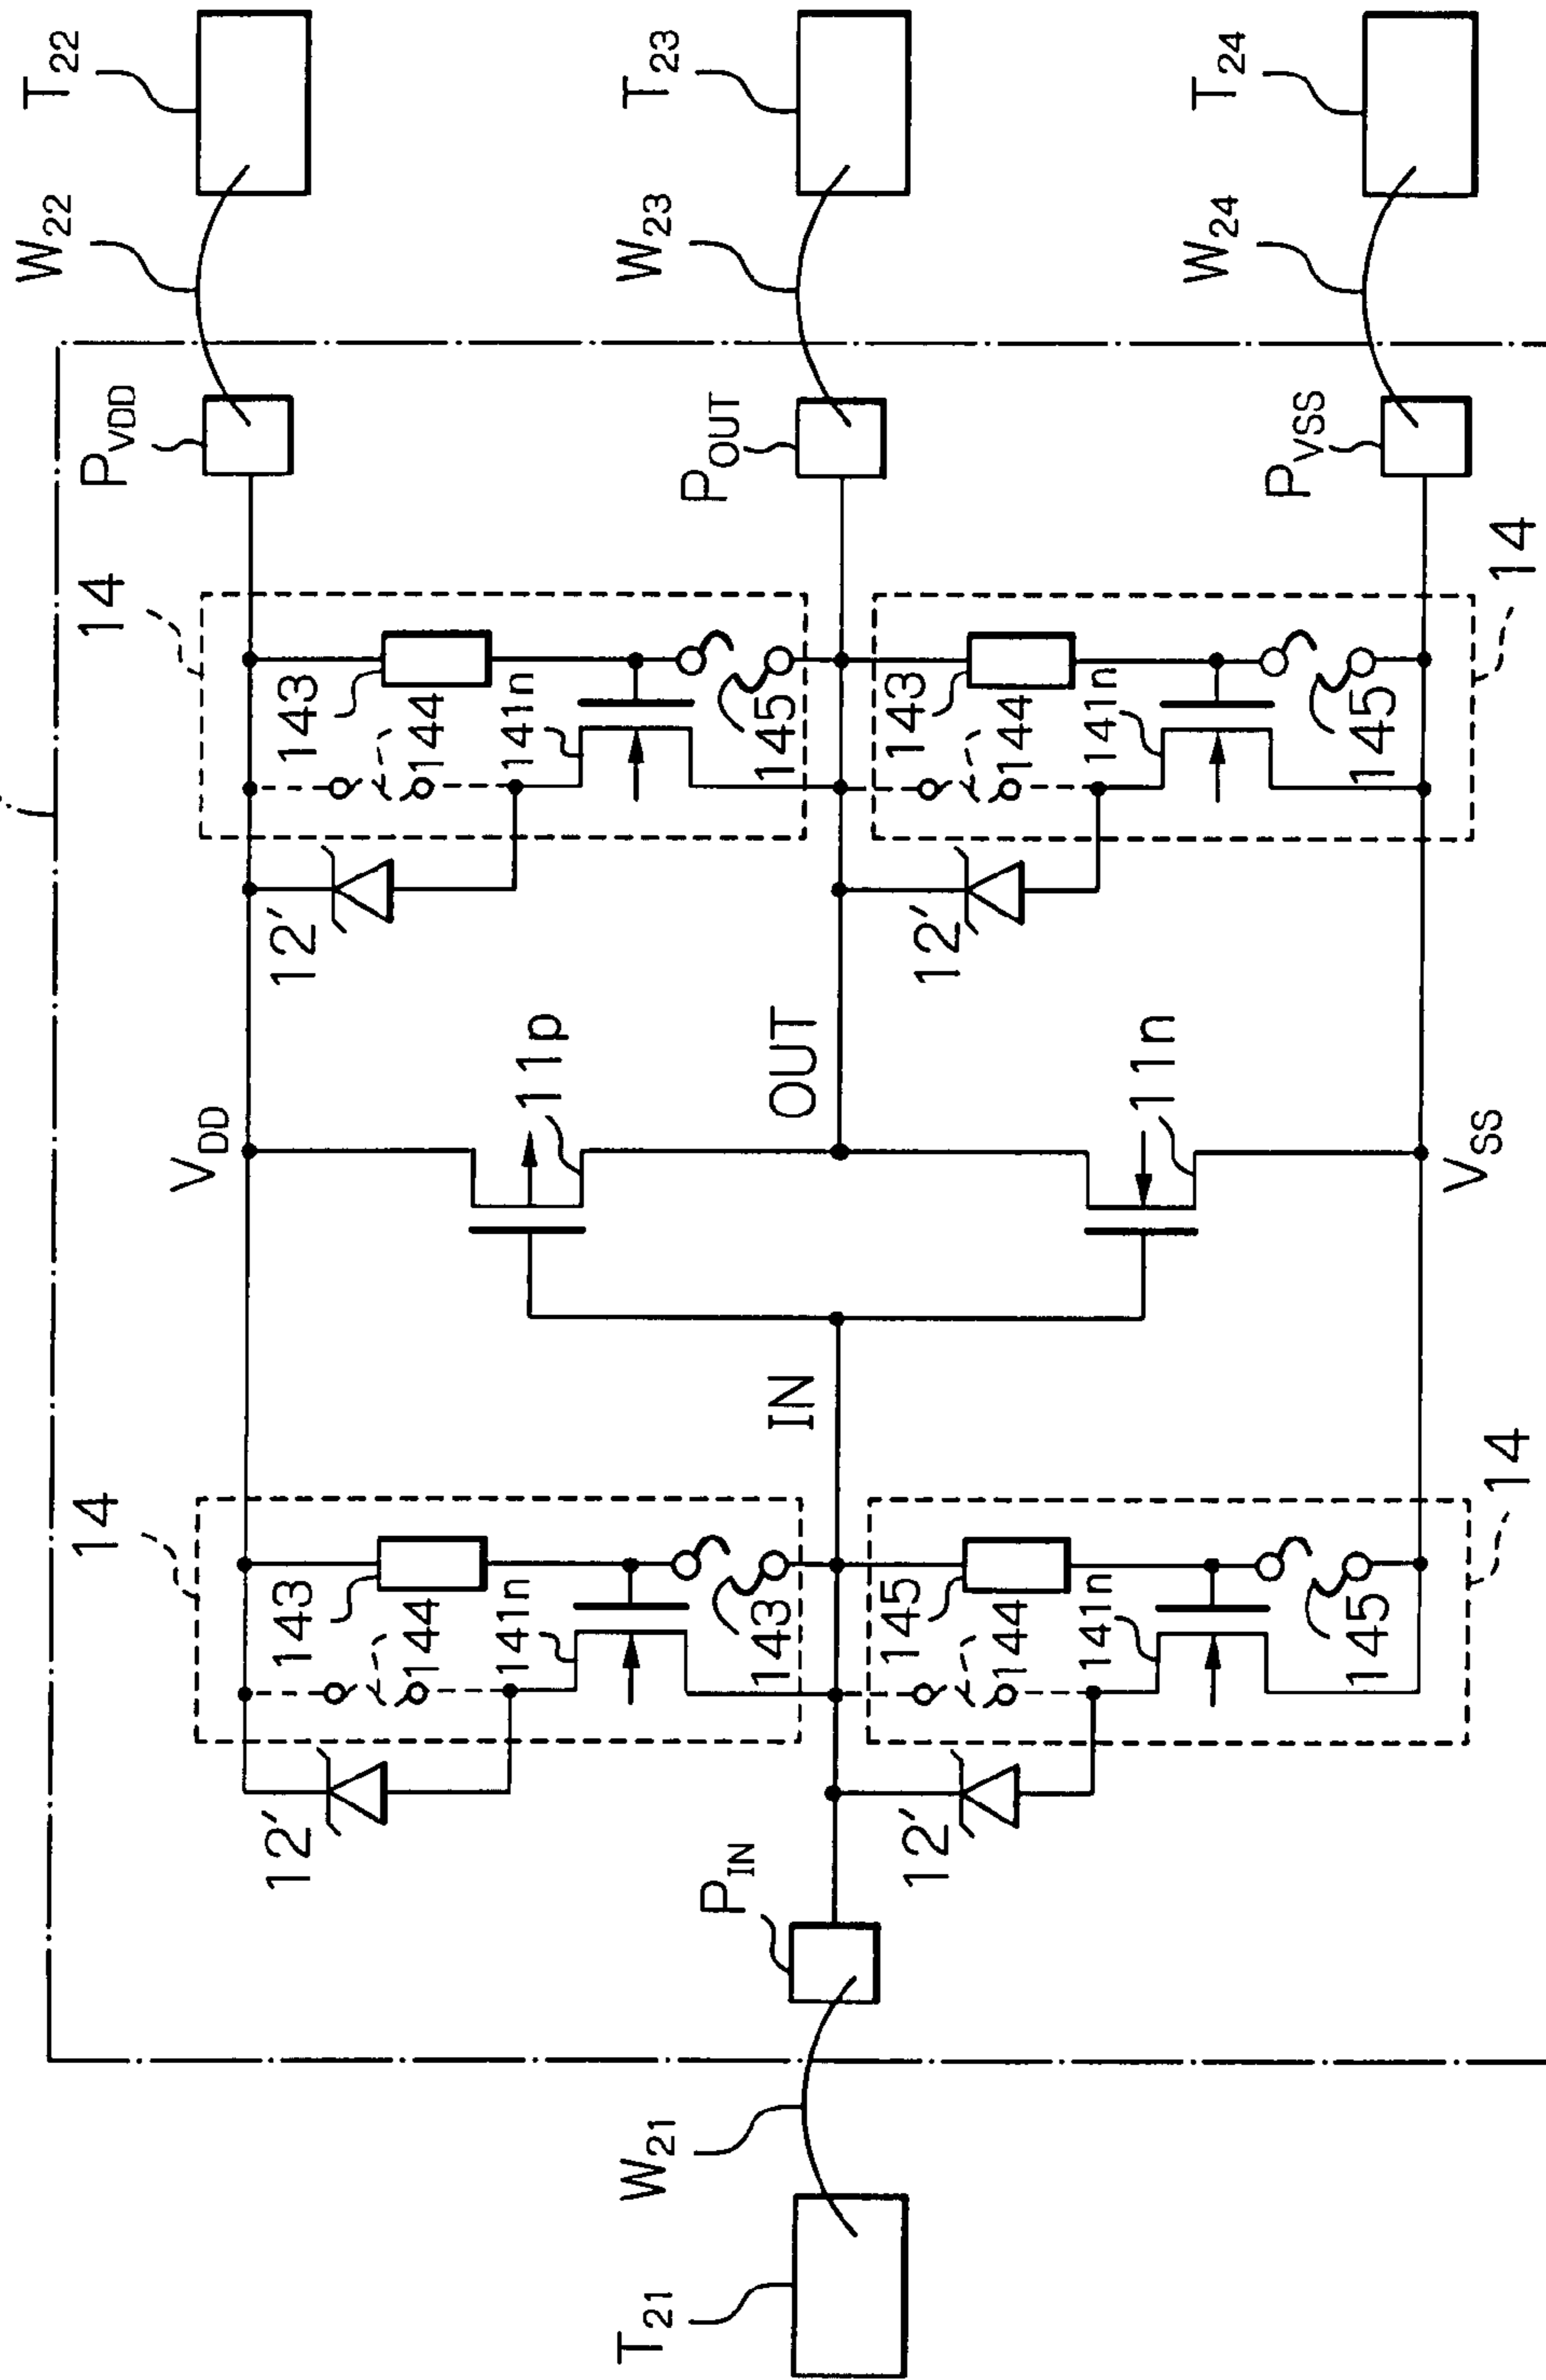 W22 T22
14 14 PVDD
VDD
12' 143 12' 143
144 144
141n 11p 141n
T21 W21 W23 T23
PIN POUT
143 IN OUT 145
12' 145 12' 143
144 144
141n 11n 141n
W24 T24
PVSS
145 145
VSS
14 14